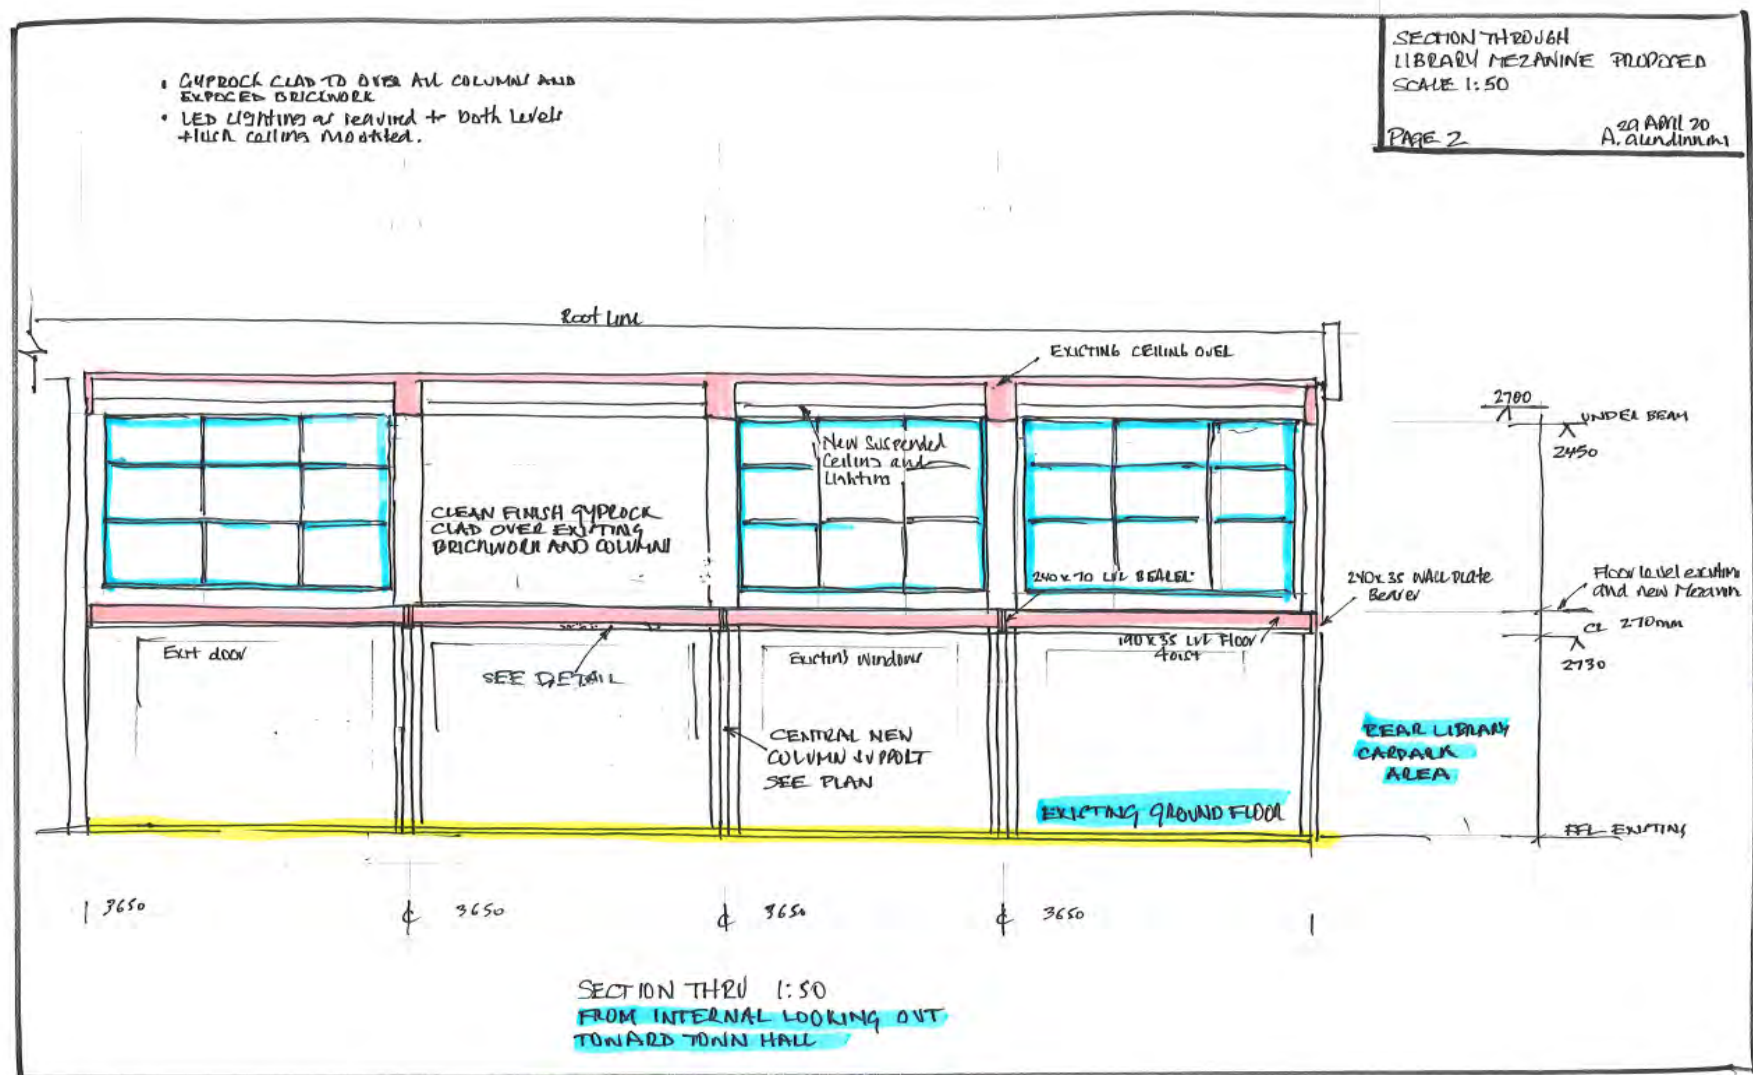 SECTION THROUGH
LIBRARY MEZANINE PROPOSED
SCALE 1:50
29 APRIL 20
PAGE 2
• GYPROCK CLAD TO OVER ALL COLUMNS AND
EXPOSED BRICKWORK
• LED Lighting as required to both Levels
flush ceiling mounted.
Roof Line
EXISTING CEILING OVER
2700
UNDER BEAM
2450
New Suspended
Ceiling and
Lighting
CLEAN FINISH GYPROCK
CLAD OVER EXISTING
BRICKWORK AND COLUMNS
240 x 70 LVL BEARER
240 x 35 WALL PLATE
Bearer
Floor level existing
and new Mezanin
CL 270mm
2730
190 x 35 LVL FLOOR
Joist
Exit door
SEE DETAIL
Existing Windows
CENTRAL NEW
COLUMN SUPPORT
SEE PLAN
REAR LIBRARY
CARPARK
AREA
EXISTING GROUND FLOOR
FFL EXISTING
3650 3650 3650 3650
SECTION THRU 1:50
FROM INTERNAL LOOKING OUT
TOWARD TOWN HALL